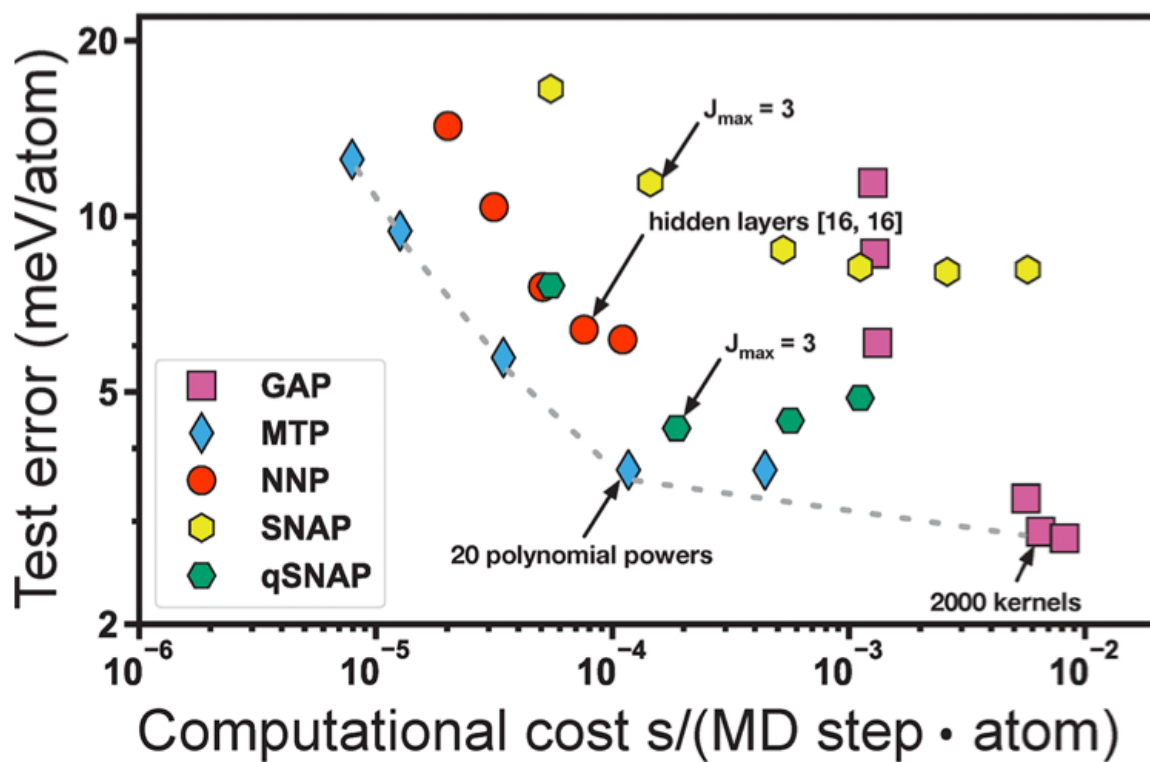 Test error (meV/atom)
20
10
5
2
J_max = 3
hidden layers [16, 16]
J_max = 3
20 polynomial powers
2000 kernels
GAP
MTP
NNP
SNAP
qSNAP
10⁻⁶ 10⁻⁵ 10⁻⁴ 10⁻³ 10⁻²
Computational cost s/(MD step · atom)